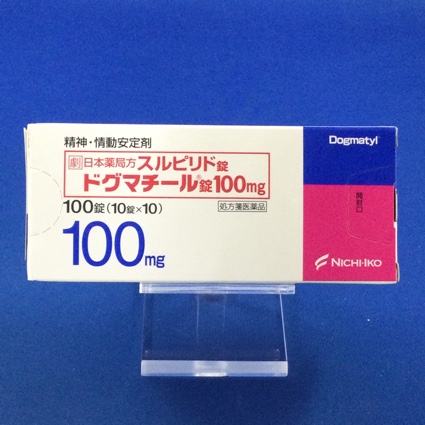 精神・情動安定剤
Dogmatyl
劇 日本薬局方 スルピリド錠
ドグマチール®錠100mg
100錠(10錠×10)
処方箋医薬品
開封口
100mg
NICHI-IKO